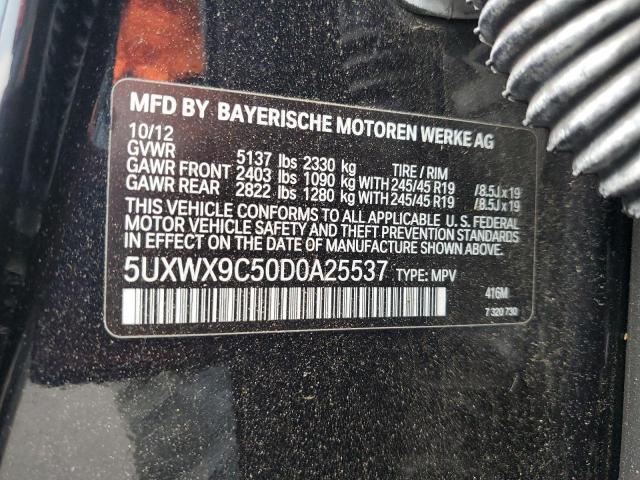 MFD BY BAYERISCHE MOTOREN WERKE AG
10/12
GVWR 5137 lbs 2330 kg TIRE / RIM
GAWR FRONT 2403 lbs 1090 kg WITH 245/45 R19 /8.5J x 19
GAWR REAR 2822 lbs 1280 kg WITH 245/45 R19 /8.5J x 19
THIS VEHICLE CONFORMS TO ALL APPLICABLE U.S. FEDERAL
MOTOR VEHICLE SAFETY AND THEFT PREVENTION STANDARDS
IN EFFECT ON THE DATE OF MANUFACTURE SHOWN ABOVE.
5UXWX9C50D0A25537 TYPE: MPV
416M
7 320 730